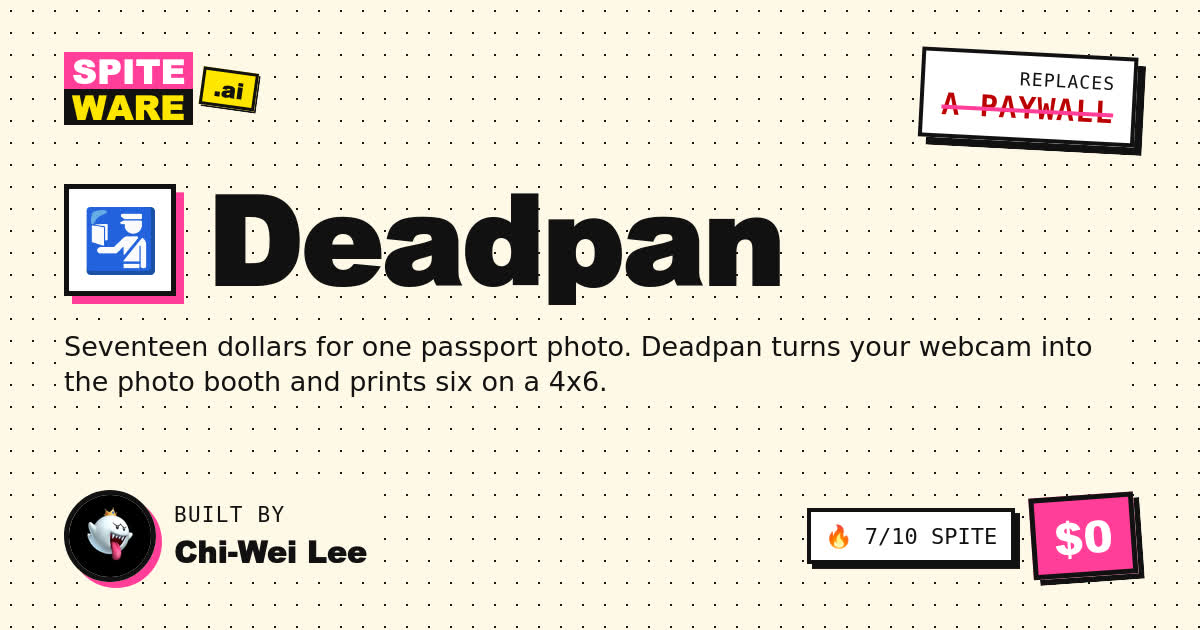 SPITE
WARE
.ai
REPLACES
A PAYWALL
Deadpan
Seventeen dollars for one passport photo. Deadpan turns your webcam into
the photo booth and prints six on a 4x6.
BUILT BY
Chi-Wei Lee
7/10 SPITE
$0